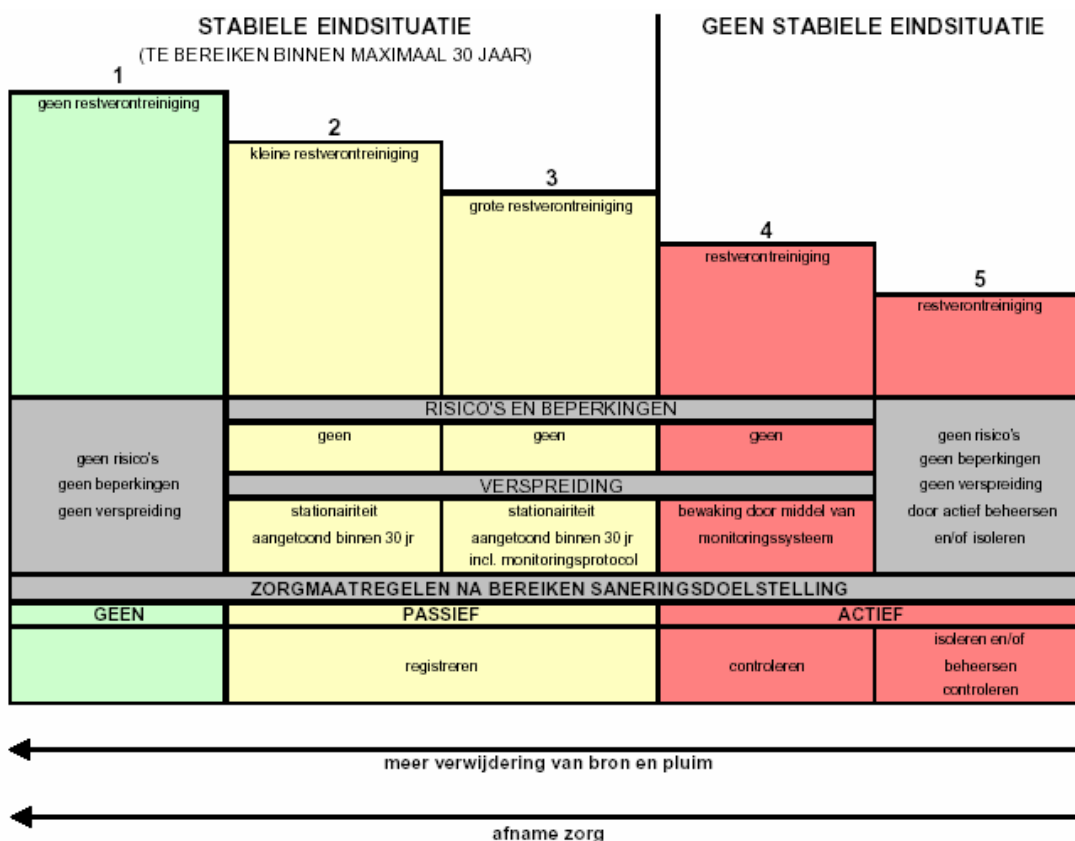 STABIELE EINDSITUATIE
(TE BEREIKEN BINNEN MAXIMAAL 30 JAAR)
GEEN STABIELE EINDSITUATIE
1
geen restverontreiniging
2
kleine restverontreiniging
3
grote restverontreiniging
4
restverontreiniging
5
restverontreiniging
RISICO'S EN BEPERKINGEN
geen
geen
geen
geen risico's
geen beperkingen
geen verspreiding
VERSPREIDING
stationairiteit
aangetoond binnen 30 jr
stationairiteit
aangetoond binnen 30 jr
incl. monitoringsprotocol
bewaking door middel van
monitoringssysteem
geen risico's
geen beperkingen
geen verspreiding
door actief beheersen
en/of isoleren
ZORGMAATREGELEN NA BEREIKEN SANERINGSDOELSTELLING
GEEN
PASSIEF
ACTIEF
registreren
controleren
isoleren en/of
beheersen
controleren
meer verwijdering van bron en pluim
afname zorg